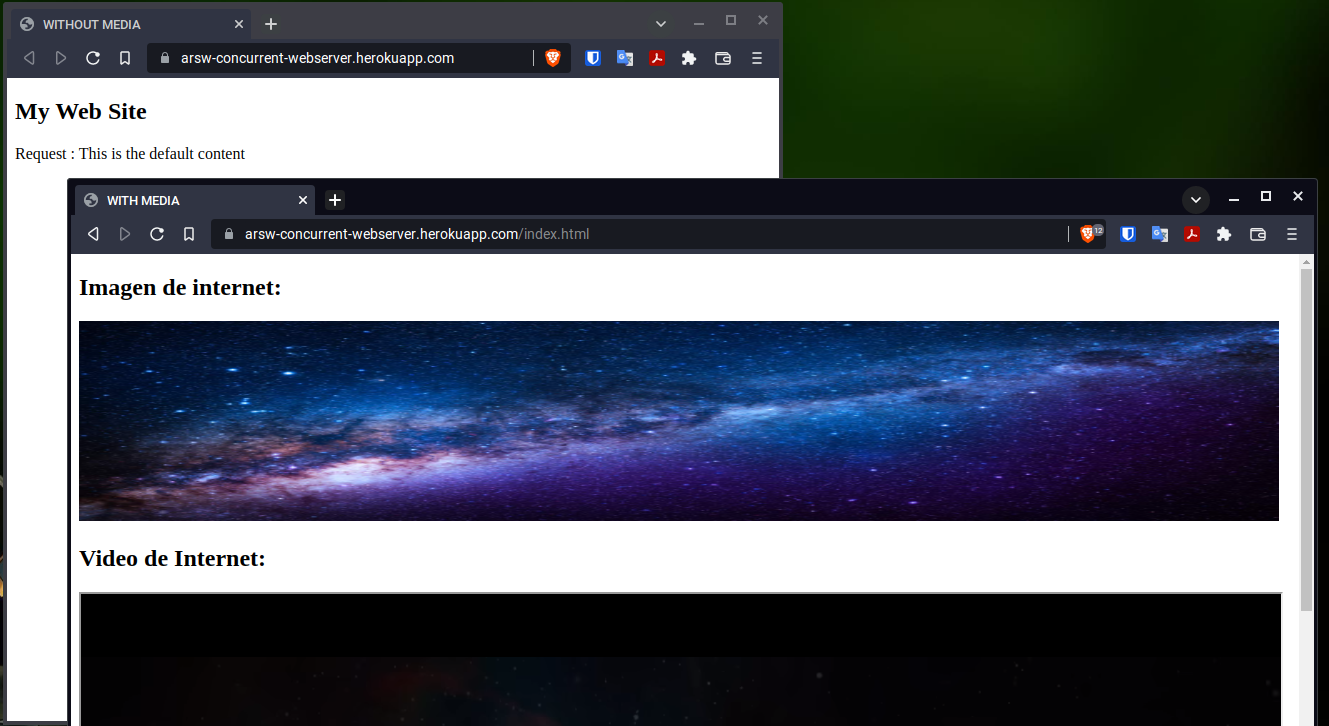 WITHOUT MEDIA
arsw-concurrent-webserver.herokuapp.com
My Web Site
Request : This is the default content
WITH MEDIA
arsw-concurrent-webserver.herokuapp.com/index.html
12
Imagen de internet:
Video de Internet: